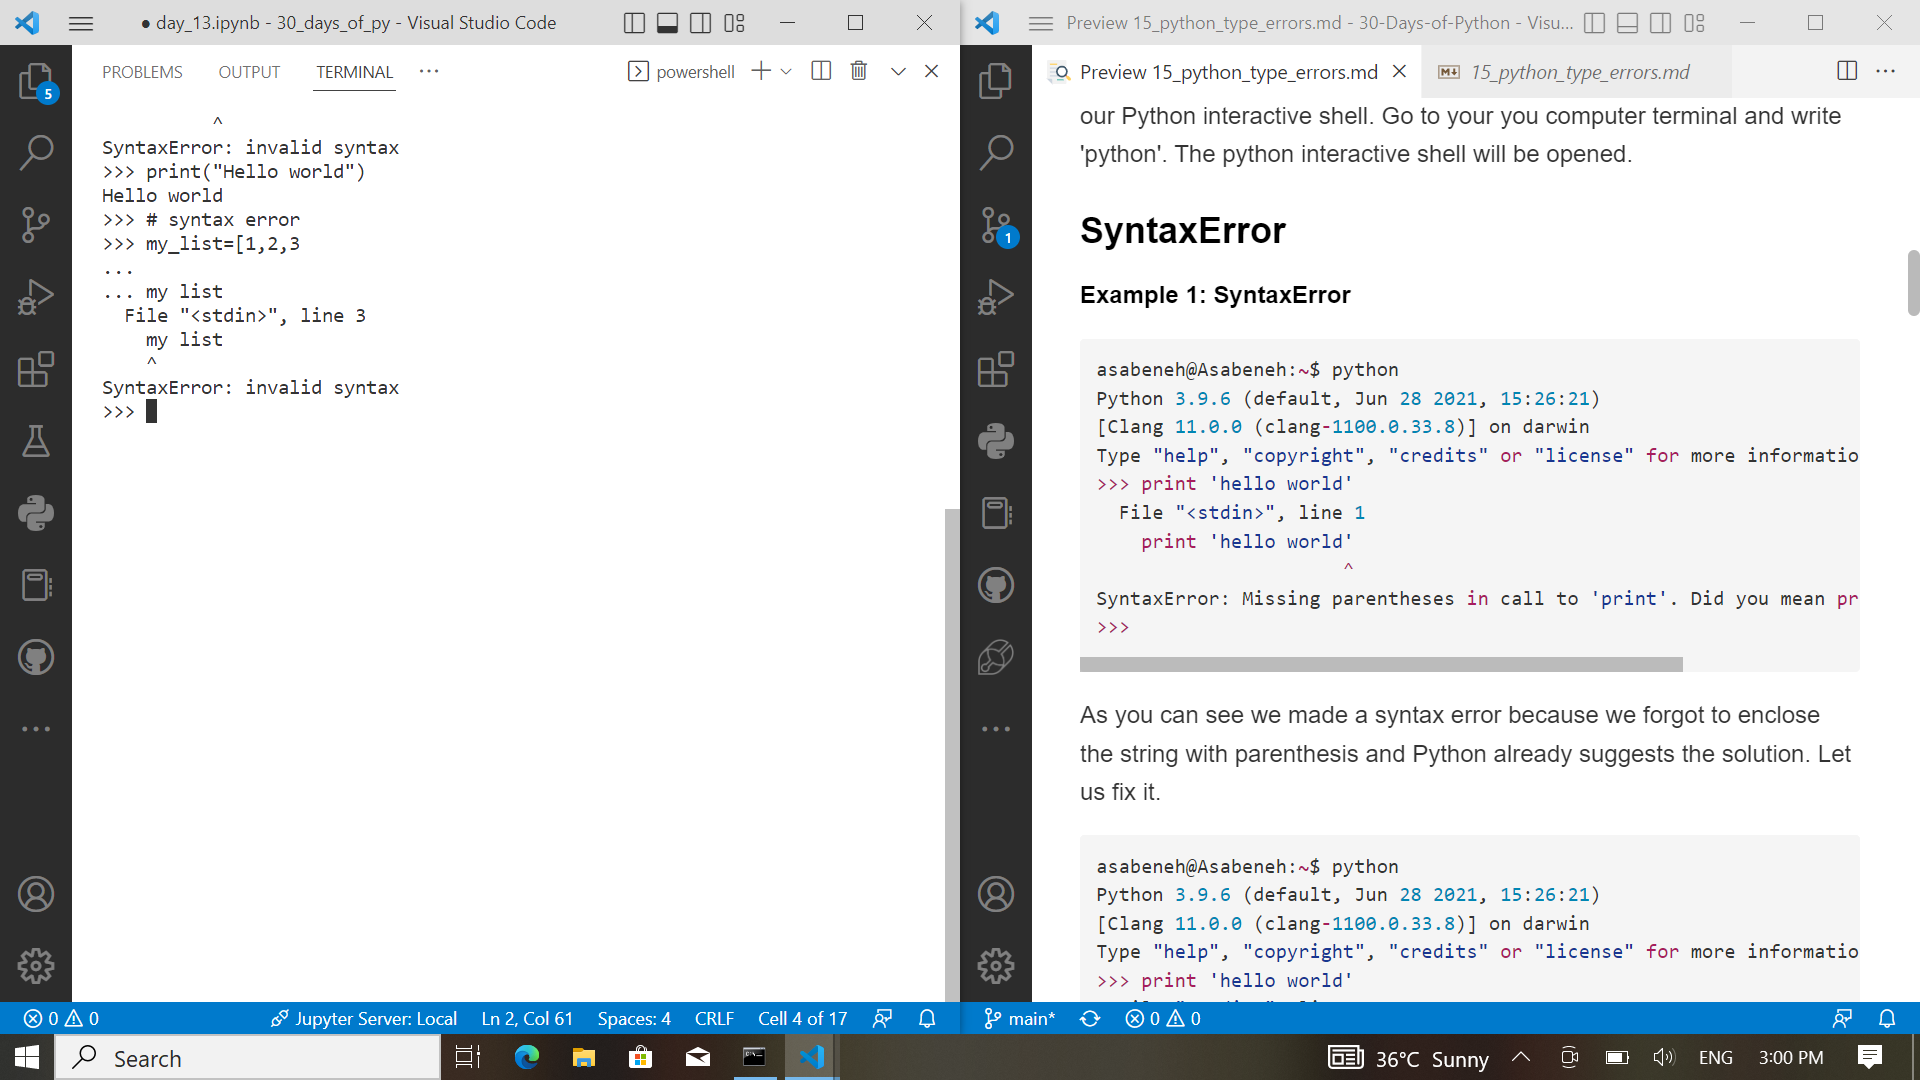 ● day_13.ipynb - 30_days_of_py - Visual Studio Code
PROBLEMS OUTPUT TERMINAL ···
powershell
5
^
SyntaxError: invalid syntax
>>> print("Hello world")
Hello world
>>> # syntax error
>>> my_list=[1,2,3
...
... my list
  File "<stdin>", line 3
    my list
    ^
SyntaxError: invalid syntax
>>>
0 0 Jupyter Server: Local Ln 2, Col 61 Spaces: 4 CRLF Cell 4 of 17
Preview 15_python_type_errors.md - 30-Days-of-Python - Visu...
Preview 15_python_type_errors.md 15_python_type_errors.md
1
our Python interactive shell. Go to your you computer terminal and write
'python'. The python interactive shell will be opened.
SyntaxError
Example 1: SyntaxError
asabeneh@Asabeneh:~$ python
Python 3.9.6 (default, Jun 28 2021, 15:26:21)
[Clang 11.0.0 (clang-1100.0.33.8)] on darwin
Type "help", "copyright", "credits" or "license" for more informatio
>>> print 'hello world'
  File "<stdin>", line 1
    print 'hello world'
                      ^
SyntaxError: Missing parentheses in call to 'print'. Did you mean pr
>>>
As you can see we made a syntax error because we forgot to enclose
the string with parenthesis and Python already suggests the solution. Let
us fix it.
asabeneh@Asabeneh:~$ python
Python 3.9.6 (default, Jun 28 2021, 15:26:21)
[Clang 11.0.0 (clang-1100.0.33.8)] on darwin
Type "help", "copyright", "credits" or "license" for more informatio
>>> print 'hello world'
main* 0 0
Search
36°C Sunny ENG 3:00 PM